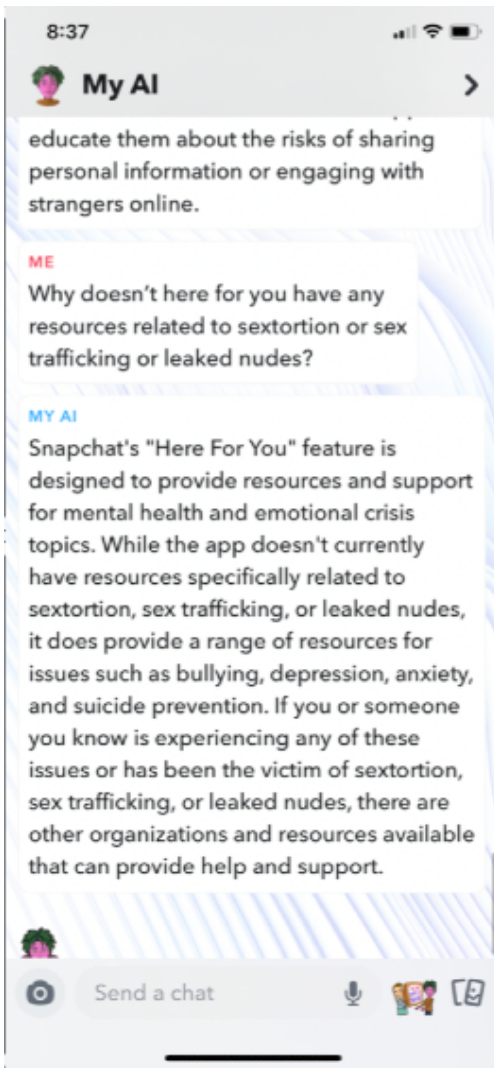 8:37
My AI
educate them about the risks of sharing
personal information or engaging with
strangers online.
ME
Why doesn't here for you have any
resources related to sextortion or sex
trafficking or leaked nudes?
MY AI
Snapchat's "Here For You" feature is
designed to provide resources and support
for mental health and emotional crisis
topics. While the app doesn't currently
have resources specifically related to
sextortion, sex trafficking, or leaked nudes,
it does provide a range of resources for
issues such as bullying, depression, anxiety,
and suicide prevention. If you or someone
you know is experiencing any of these
issues or has been the victim of sextortion,
sex trafficking, or leaked nudes, there are
other organizations and resources available
that can provide help and support.
Send a chat